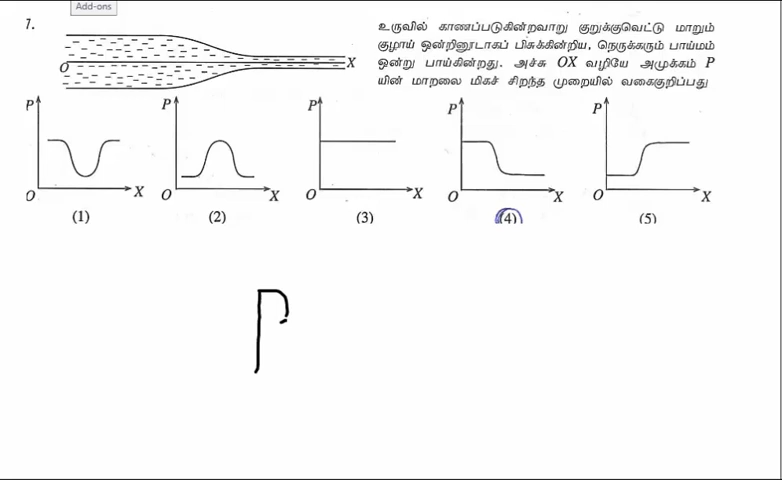 Add-ons
7.
உருவில் காணப்படுகின்றவாறு குறுக்குவெட்டு மாறும்
குழாய் ஒன்றினூடாகப் பிசுக்கின்றிய, நெருக்கரும் பாய்மம்
ஒன்று பாய்கின்றது. அச்சு OX வழியே அமுக்கம் P
யின் மாறலை மிகச் சிறந்த முறையில் வகைகுறிப்பது
O X
P P P P P
O X O X O X O X O X
(1) (2) (3) (4) (5)
P